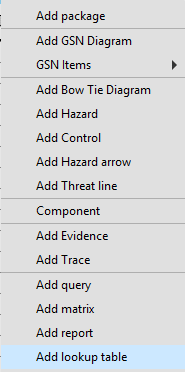 Add package
Add GSN Diagram
GSN Items
Add Bow Tie Diagram
Add Hazard
Add Control
Add Hazard arrow
Add Threat line
Component
Add Evidence
Add Trace
Add query
Add matrix
Add report
Add lookup table